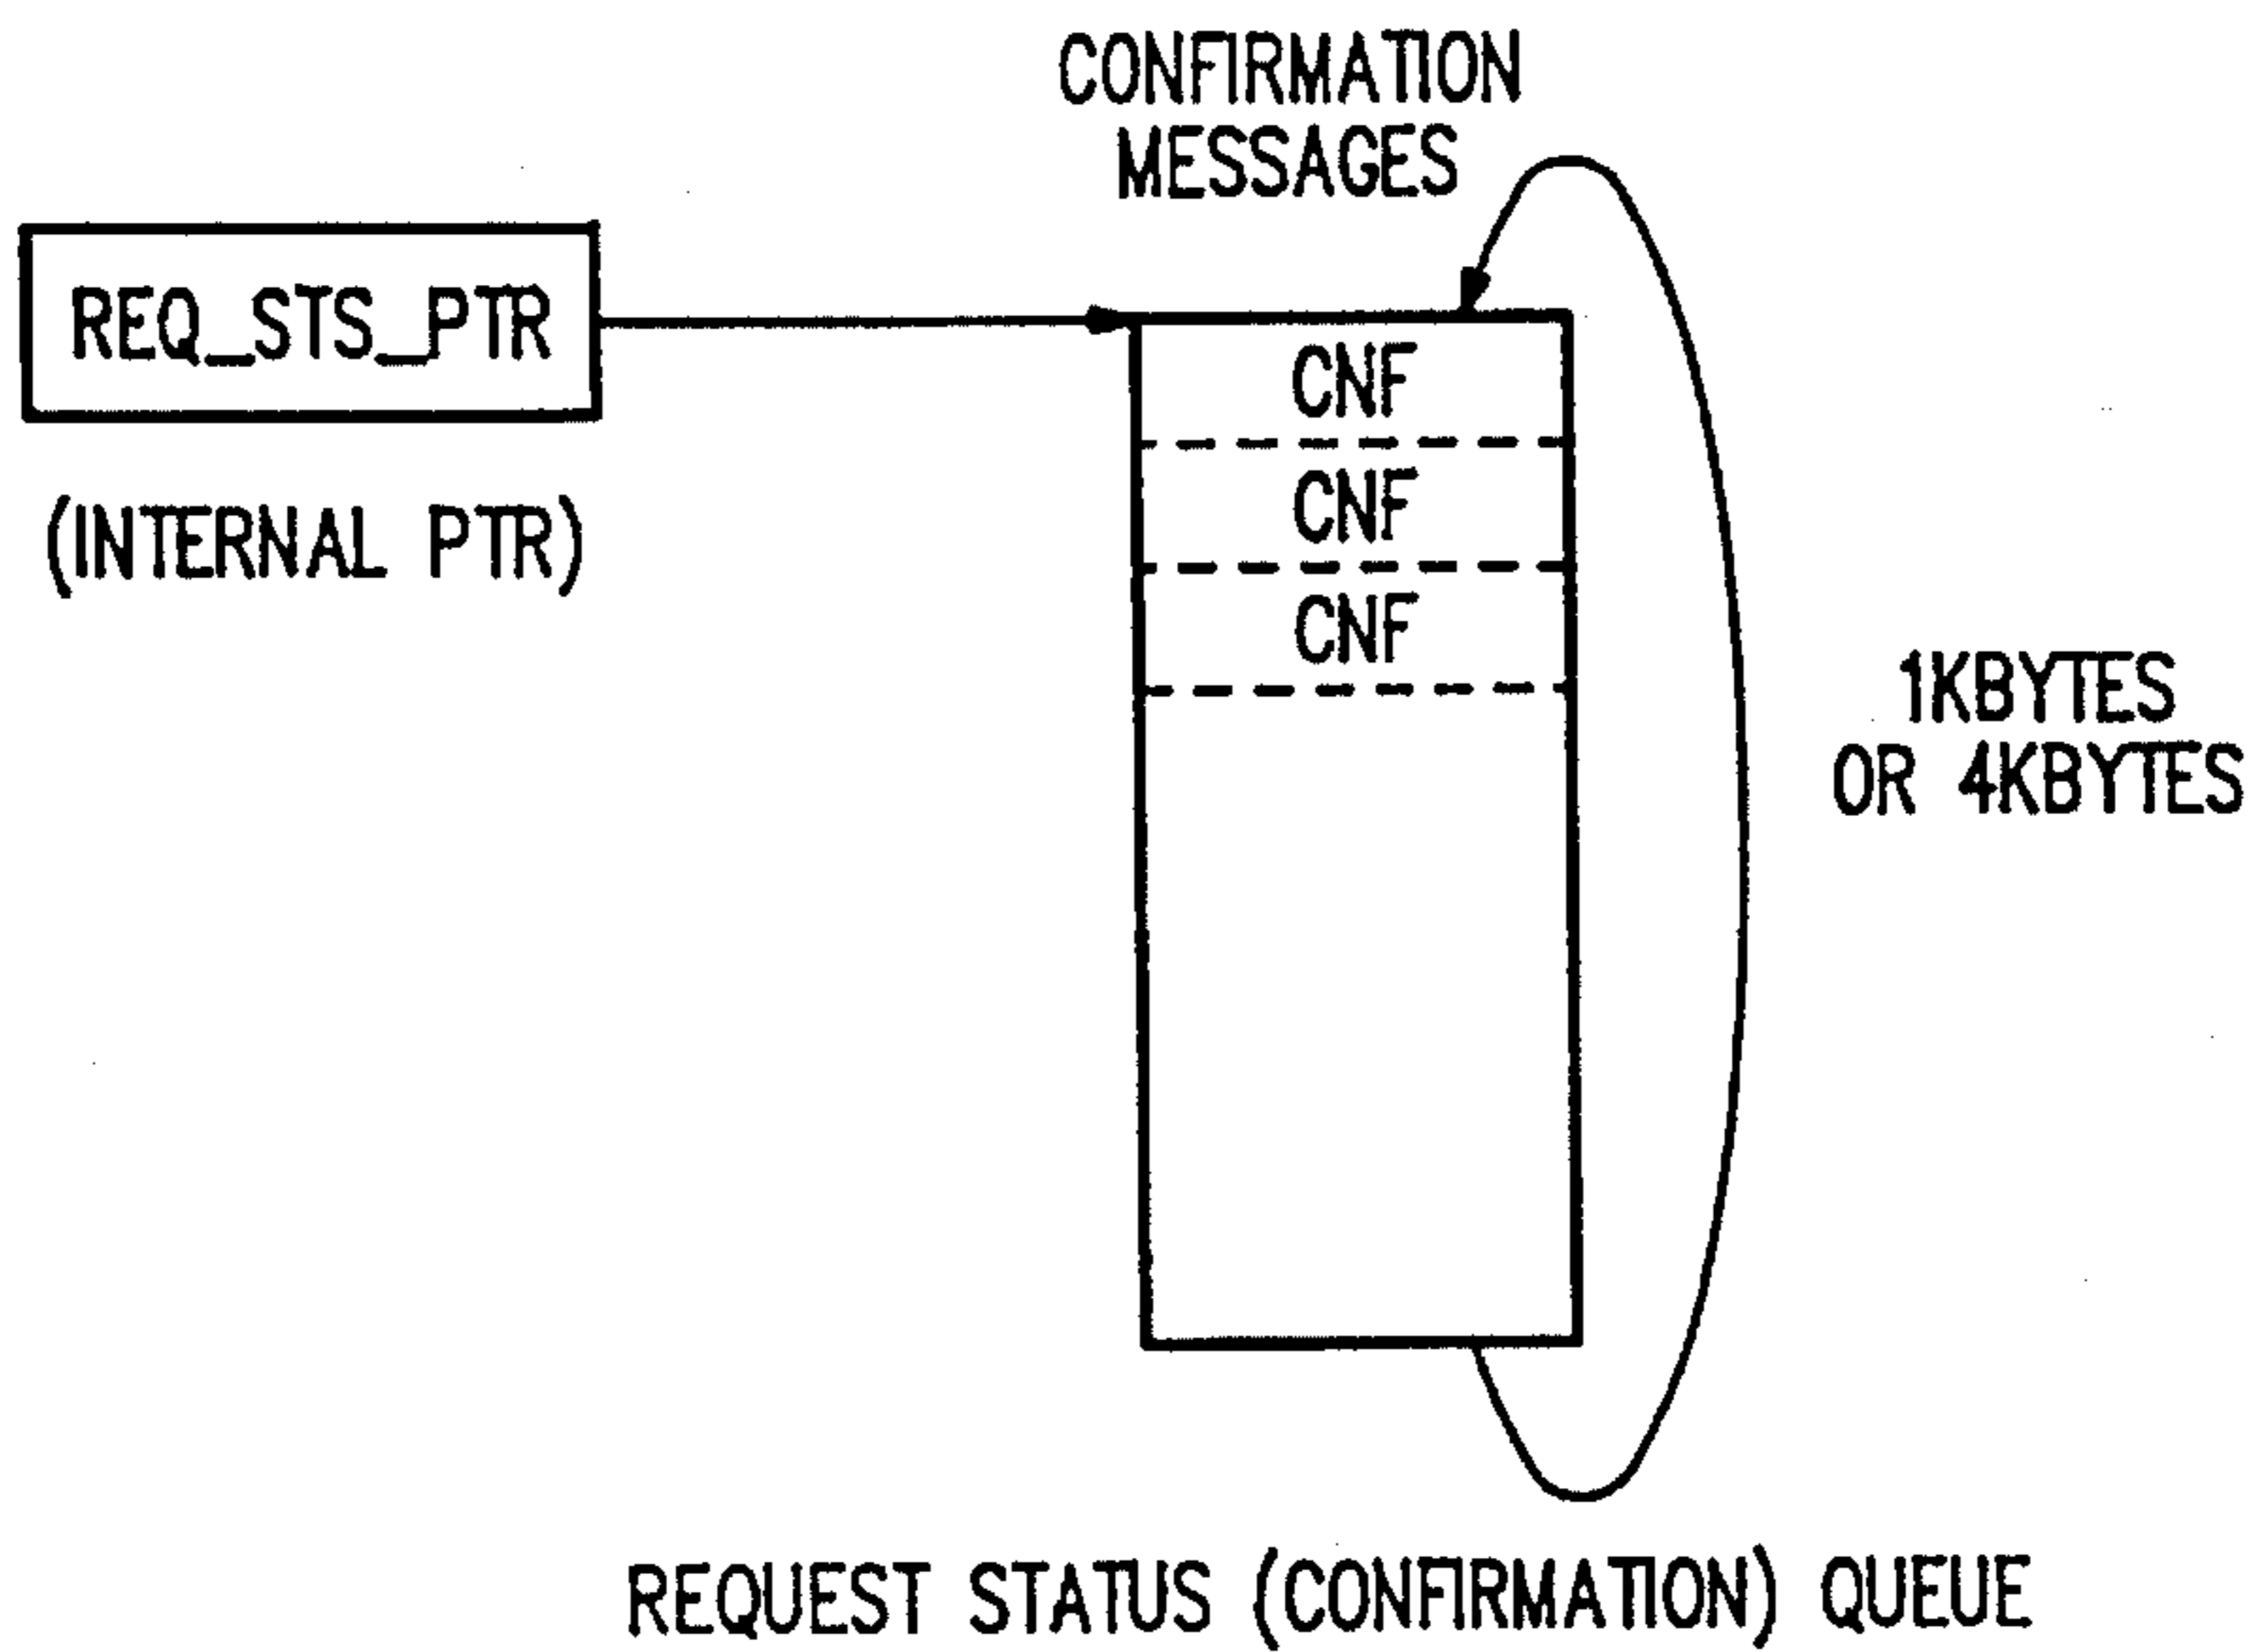 CONFIRMATION
MESSAGES
REQ_STS_PTR
(INTERNAL PTR)
CNF
CNF
CNF
1KBYTES
OR 4KBYTES
REQUEST STATUS (CONFIRMATION) QUEUE